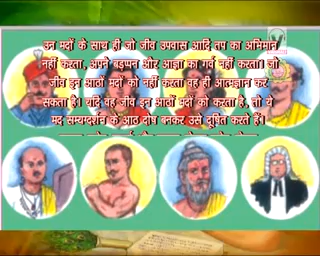 उन मदों के साथ ही जो जीव उपवास आदि तप का अभिमान
नहीं करता, अपने बड़प्पन और आज्ञा का गर्व नहीं करता। जो
जीव इन आठों मदों को नहीं करता वह ही आत्मज्ञान कर
सकता है। यदि वह जीव इन आठों मदों को करता है, तो ये
मद सम्यग्दर्शन के आठ दोष बनकर उसे दूषित करते हैं।